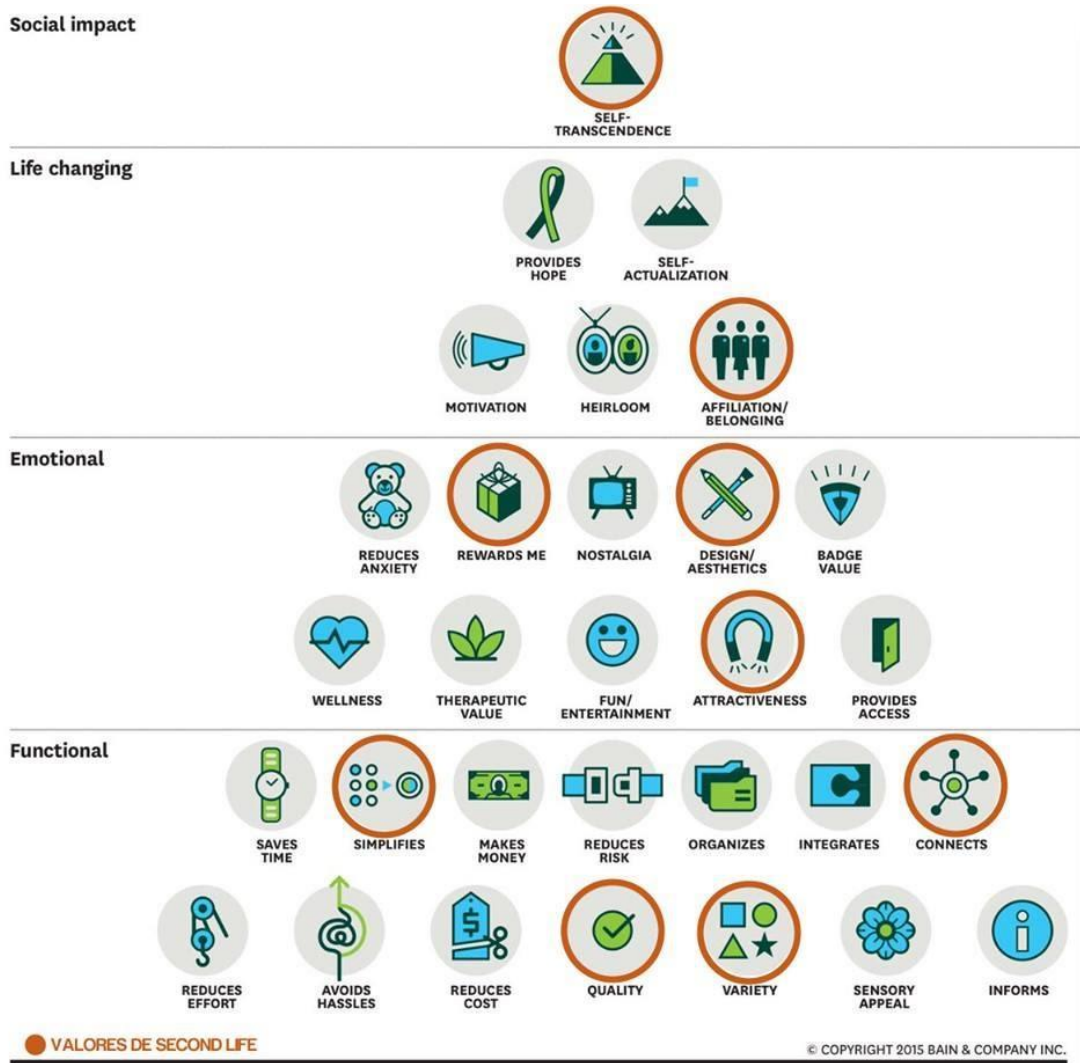 Social impact
SELF-
TRANSCENDENCE
Life changing
PROVIDES
HOPE
SELF-
ACTUALIZATION
MOTIVATION
HEIRLOOM
AFFILIATION/
BELONGING
Emotional
REDUCES
ANXIETY
REWARDS ME
NOSTALGIA
DESIGN/
AESTHETICS
BADGE
VALUE
WELLNESS
THERAPEUTIC
VALUE
FUN/
ENTERTAINMENT
ATTRACTIVENESS
PROVIDES
ACCESS
Functional
SAVES
TIME
SIMPLIFIES
MAKES
MONEY
REDUCES
RISK
ORGANIZES
INTEGRATES
CONNECTS
REDUCES
EFFORT
AVOIDS
HASSLES
$
REDUCES
COST
QUALITY
VARIETY
SENSORY
APPEAL
i
INFORMS
VALORES DE SECOND LIFE
© COPYRIGHT 2015 BAIN & COMPANY INC.